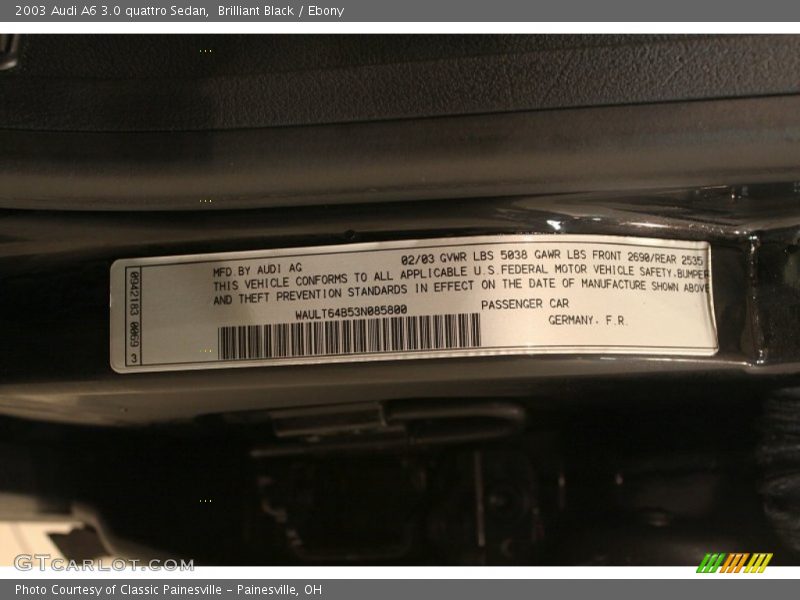 2003 Audi A6 3.0 quattro Sedan,  Brilliant Black / Ebony
MFD.BY AUDI AG 02/03 GVWR LBS 5038 GAWR LBS FRONT 2690/REAR 2535
THIS VEHICLE CONFORMS TO ALL APPLICABLE U.S.FEDERAL MOTOR VEHICLE SAFETY,BUMPER
AND THEFT PREVENTION STANDARDS IN EFFECT ON THE DATE OF MANUFACTURE SHOWN ABOVE
WAULT64B53N085800 PASSENGER CAR
GERMANY, F.R.
0342183 0069 3
GTCARLOT.COM
Photo Courtesy of Classic Painesville - Painesville, OH